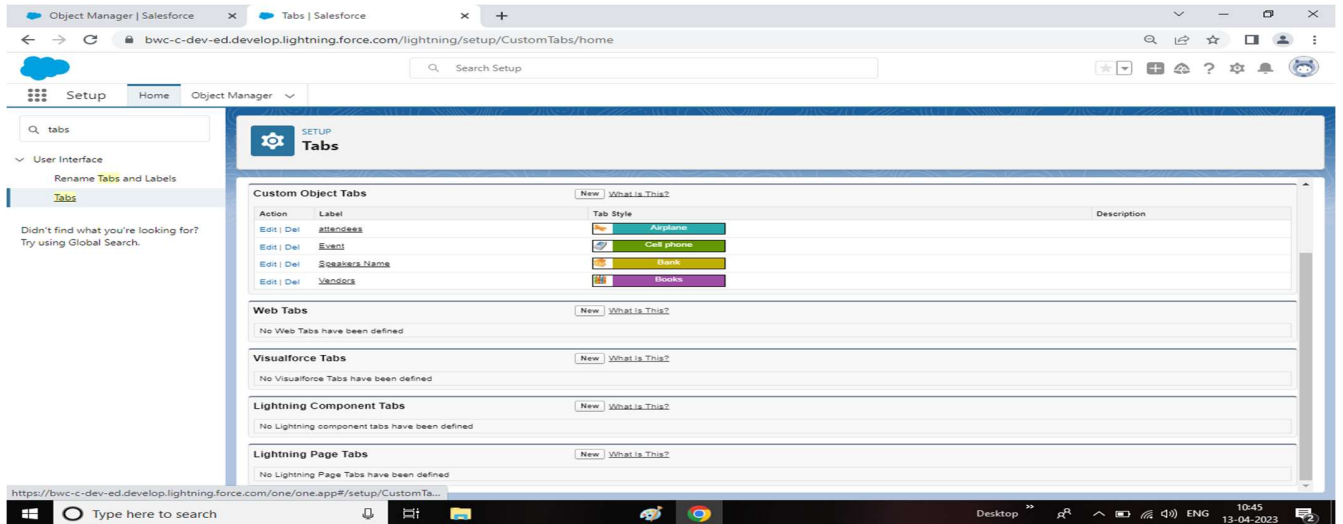 Object Manager | Salesforce
Tabs | Salesforce
bwc-c-dev-ed.develop.lightning.force.com/lightning/setup/CustomTabs/home
Search Setup
Setup Home Object Manager
tabs
User Interface
Rename Tabs and Labels
Tabs
Didn't find what you're looking for?
Try using Global Search.
SETUP
Tabs
Custom Object Tabs New What Is This?
Action Label Tab Style Description
Edit | Del attendees Airplane
Edit | Del Event Cell phone
Edit | Del Speakers Name Bank
Edit | Del Vendors Books
Web Tabs New What Is This?
No Web Tabs have been defined
Visualforce Tabs New What Is This?
No Visualforce Tabs have been defined
Lightning Component Tabs New What Is This?
No Lightning component tabs have been defined
Lightning Page Tabs New What Is This?
No Lightning Page Tabs have been defined
https://bwc-c-dev-ed.develop.lightning.force.com/one/one.app#/setup/CustomTa...
Type here to search
Desktop
ENG
10:45
13-04-2023
2